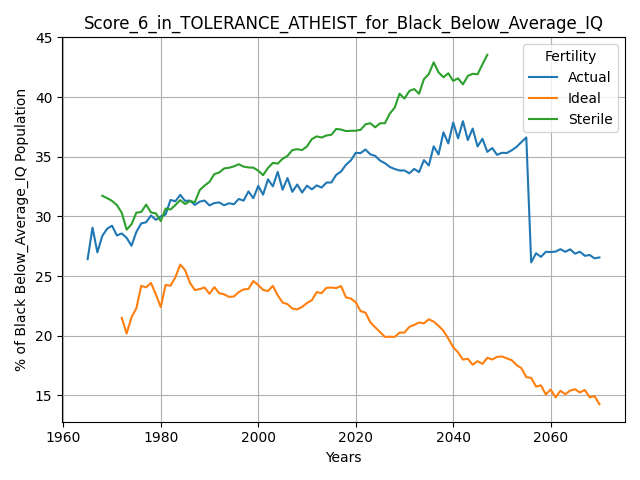 Score_6_in_TOLERANCE_ATHEIST_for_Black_Below_Average_IQ
% of Black Below_Average_IQ Population
45
40
35
30
25
20
15
Fertility
Actual
Ideal
Sterile
1960
1980
2000
2020
2040
2060
Years